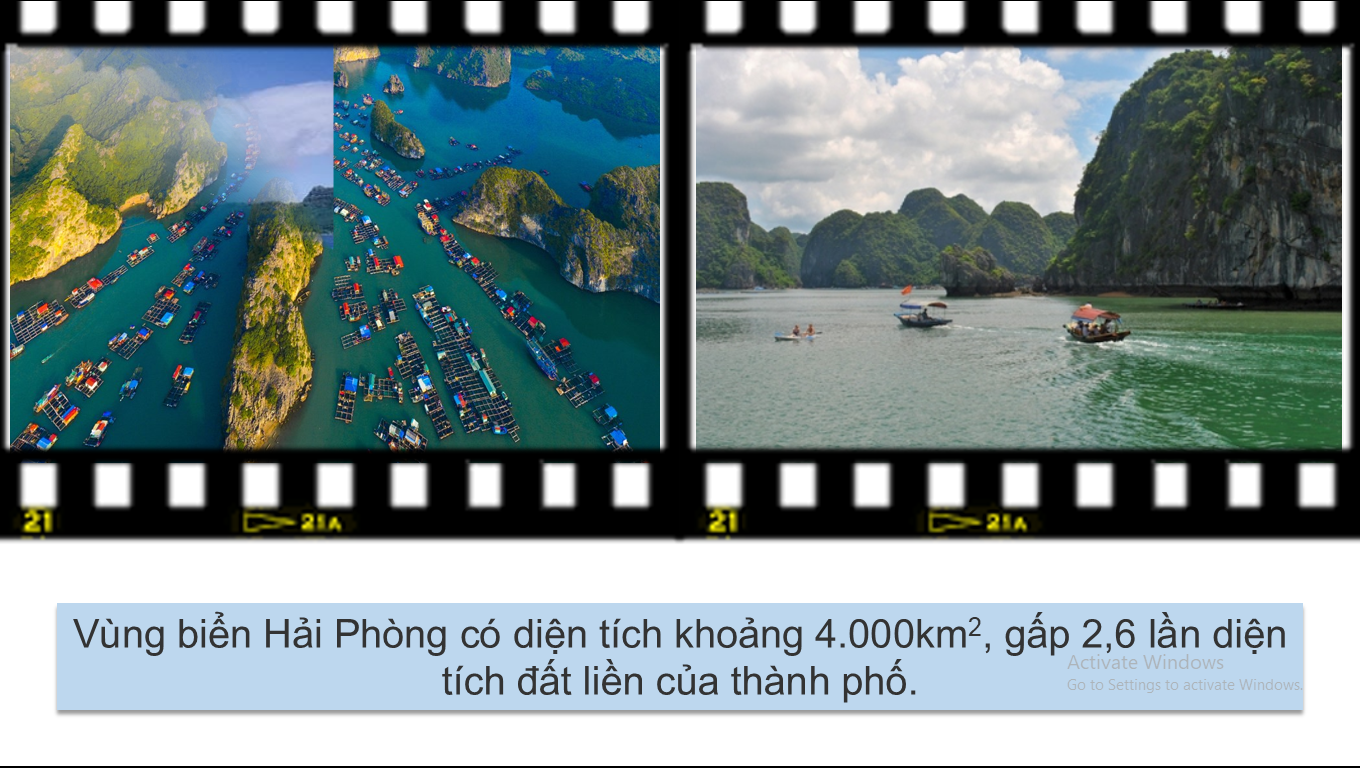 21
21A
21
21A
Vùng biển Hải Phòng có diện tích khoảng 4.000km², gấp 2,6 lần diện
tích đất liền của thành phố.
Activate Windows
Go to Settings to activate Windows.